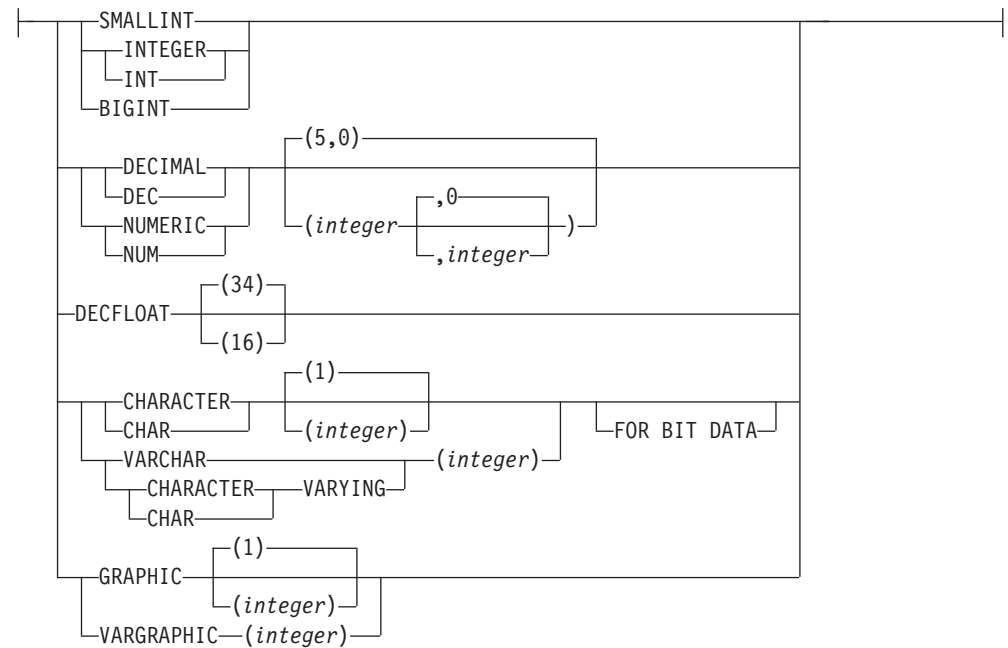 SMALLINT
INTEGER
INT
BIGINT
(5,0)
DECIMAL
DEC
,0
NUMERIC (integer )
NUM ,integer
(34)
DECFLOAT
(16)
(1)
CHARACTER
CHAR (integer) FOR BIT DATA
VARCHAR (integer)
CHARACTER VARYING
CHAR
(1)
GRAPHIC
(integer)
VARGRAPHIC (integer)